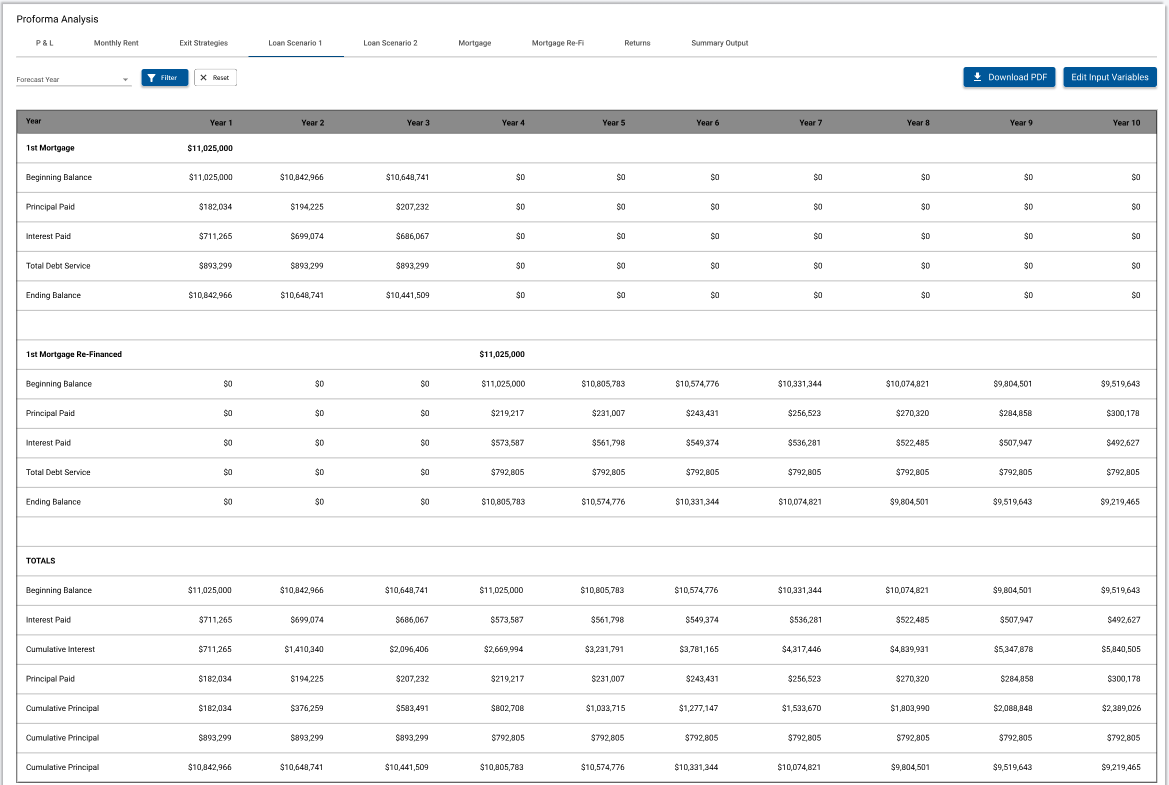 Proforma Analysis
P & L Monthly Rent Exit Strategies Loan Scenario 1 Loan Scenario 2 Mortgage Mortgage Re-Fi Returns Summary Output
Forecast Year Filter Reset Download PDF Edit Input Variables
Year Year 1 Year 2 Year 3 Year 4 Year 5 Year 6 Year 7 Year 8 Year 9 Year 10
1st Mortgage $11,025,000
Beginning Balance $11,025,000 $10,842,966 $10,648,741 $0 $0 $0 $0 $0 $0 $0
Principal Paid $182,034 $194,225 $207,232 $0 $0 $0 $0 $0 $0 $0
Interest Paid $711,265 $699,074 $686,067 $0 $0 $0 $0 $0 $0 $0
Total Debt Service $893,299 $893,299 $893,299 $0 $0 $0 $0 $0 $0 $0
Ending Balance $10,842,966 $10,648,741 $10,441,509 $0 $0 $0 $0 $0 $0 $0
1st Mortgage Re-Financed $11,025,000
Beginning Balance $0 $0 $0 $11,025,000 $10,805,783 $10,574,776 $10,331,344 $10,074,821 $9,804,501 $9,519,643
Principal Paid $0 $0 $0 $219,217 $231,007 $243,431 $256,523 $270,320 $284,858 $300,178
Interest Paid $0 $0 $0 $573,587 $561,798 $549,374 $536,281 $522,485 $507,947 $492,627
Total Debt Service $0 $0 $0 $792,805 $792,805 $792,805 $792,805 $792,805 $792,805 $792,805
Ending Balance $0 $0 $0 $10,805,783 $10,574,776 $10,331,344 $10,074,821 $9,804,501 $9,519,643 $9,219,465
TOTALS
Beginning Balance $11,025,000 $10,842,966 $10,648,741 $11,025,000 $10,805,783 $10,574,776 $10,331,344 $10,074,821 $9,804,501 $9,519,643
Interest Paid $711,265 $699,074 $686,067 $573,587 $561,798 $549,374 $536,281 $522,485 $507,947 $492,627
Cumulative Interest $711,265 $1,410,340 $2,096,406 $2,669,994 $3,231,791 $3,781,165 $4,317,446 $4,839,931 $5,347,878 $5,840,505
Principal Paid $182,034 $194,225 $207,232 $219,217 $231,007 $243,431 $256,523 $270,320 $284,858 $300,178
Cumulative Principal $182,034 $376,259 $583,491 $802,708 $1,033,715 $1,277,147 $1,533,670 $1,803,990 $2,088,848 $2,389,026
Cumulative Principal $893,299 $893,299 $893,299 $792,805 $792,805 $792,805 $792,805 $792,805 $792,805 $792,805
Cumulative Principal $10,842,966 $10,648,741 $10,441,509 $10,805,783 $10,574,776 $10,331,344 $10,074,821 $9,804,501 $9,519,643 $9,219,465